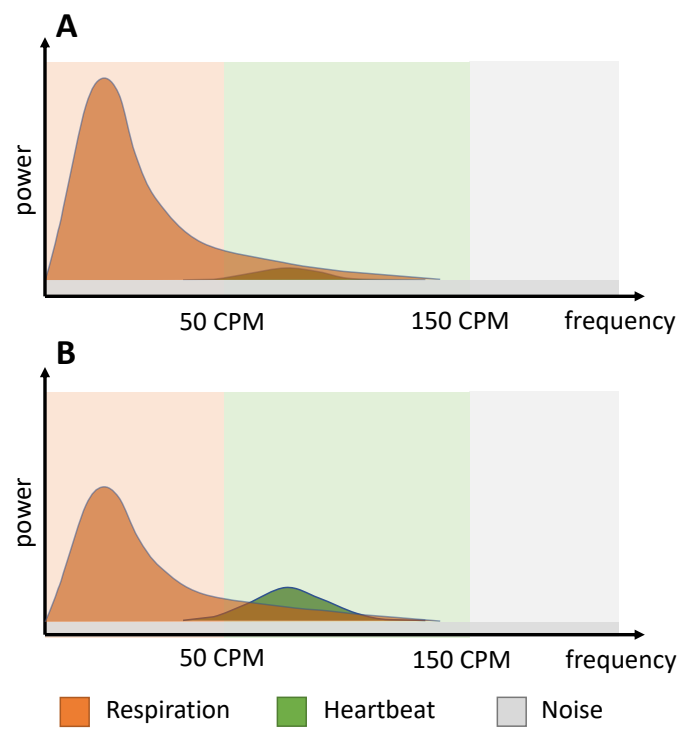 A
power
50 CPM
150 CPM
frequency
B
power
50 CPM
150 CPM
frequency
Respiration
Heartbeat
Noise